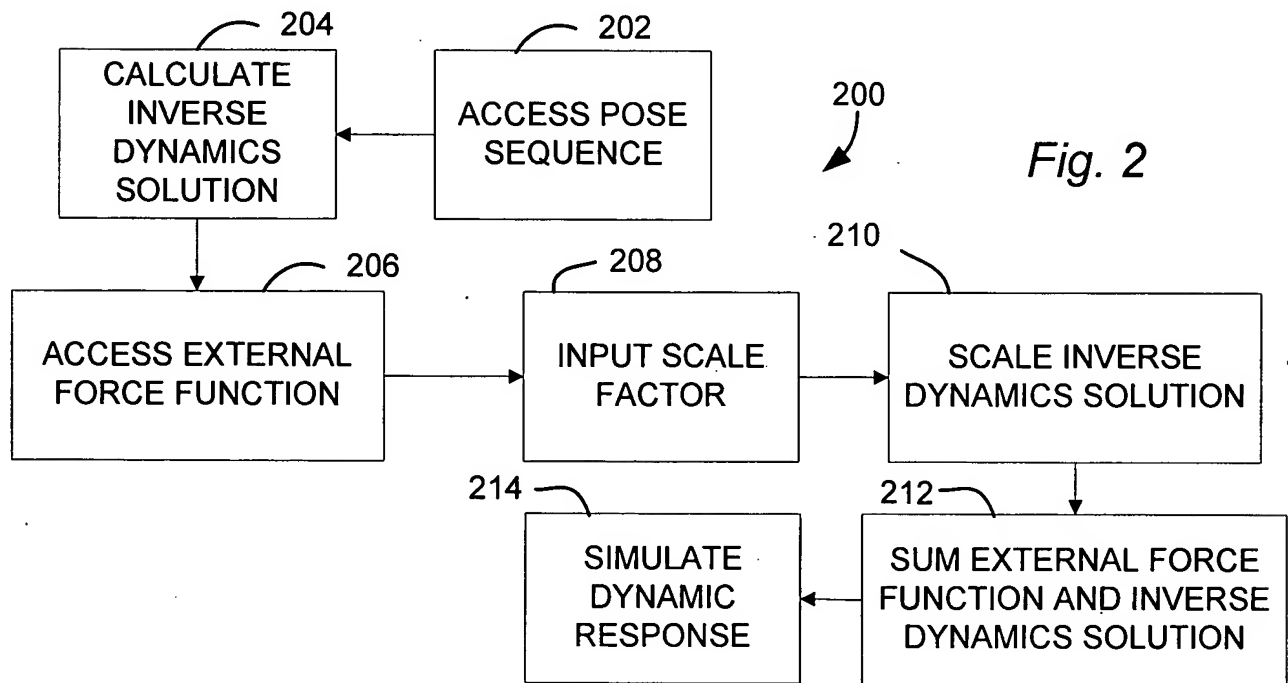 204
CALCULATE
INVERSE
DYNAMICS
SOLUTION
202
ACCESS POSE
SEQUENCE
200
Fig. 2
206
ACCESS EXTERNAL
FORCE FUNCTION
208
INPUT SCALE
FACTOR
210
SCALE INVERSE
DYNAMICS SOLUTION
214
SIMULATE
DYNAMIC
RESPONSE
212
SUM EXTERNAL FORCE
FUNCTION AND INVERSE
DYNAMICS SOLUTION